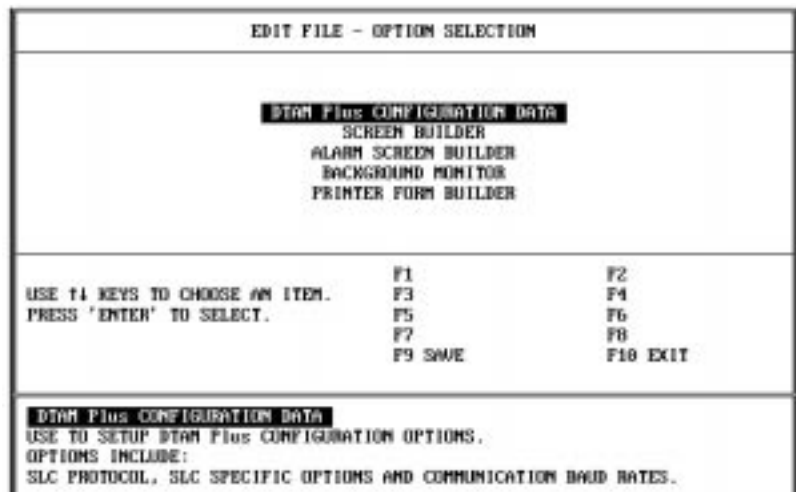 EDIT FILE - OPTION SELECTION
DTAM Plus CONFIGURATION DATA
SCREEN BUILDER
ALARM SCREEN BUILDER
BACKGROUND MONITOR
PRINTER FORM BUILDER
USE ↑↓ KEYS TO CHOOSE AN ITEM.
PRESS 'ENTER' TO SELECT.
F1 F2
F3 F4
F5 F6
F7 F8
F9 SAVE F10 EXIT
DTAM Plus CONFIGURATION DATA
USE TO SETUP DTAM Plus CONFIGURATION OPTIONS.
OPTIONS INCLUDE:
SLC PROTOCOL, SLC SPECIFIC OPTIONS AND COMMUNICATION BAUD RATES.